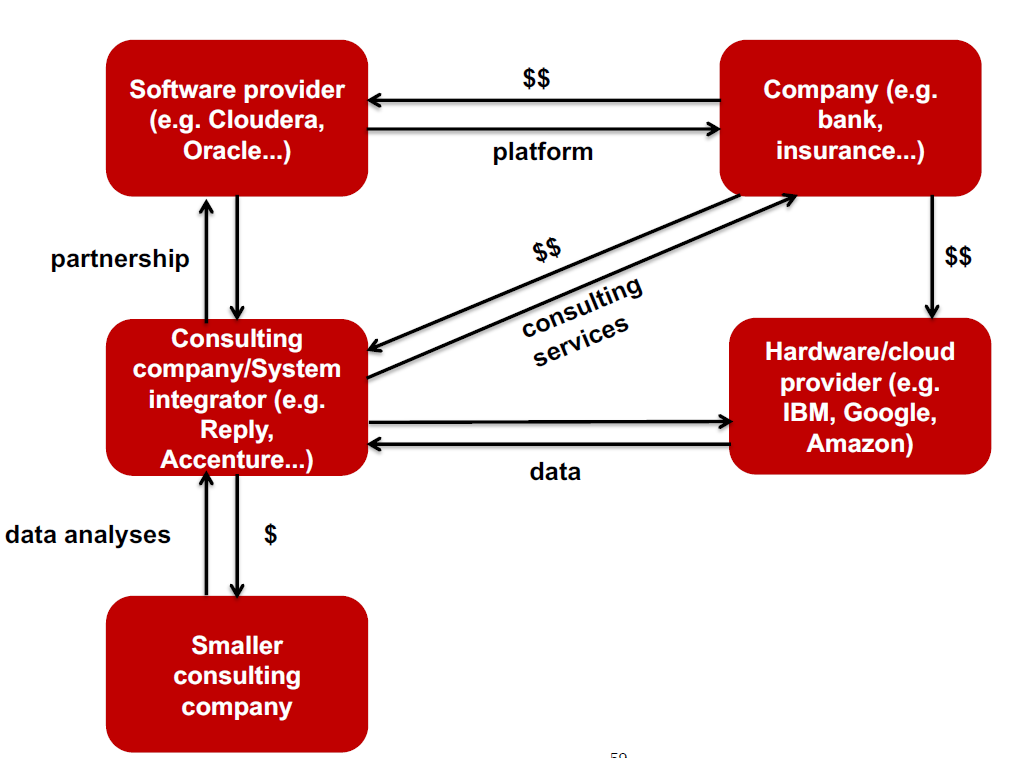 Software provider
(e.g. Cloudera,
Oracle...)
$$
platform
Company (e.g.
bank,
insurance...)
partnership
$$
consulting
services
$$
Consulting
company/System
integrator (e.g.
Reply,
Accenture...)
Hardware/cloud
provider (e.g.
IBM, Google,
Amazon)
data
data analyses
$
Smaller
consulting
company